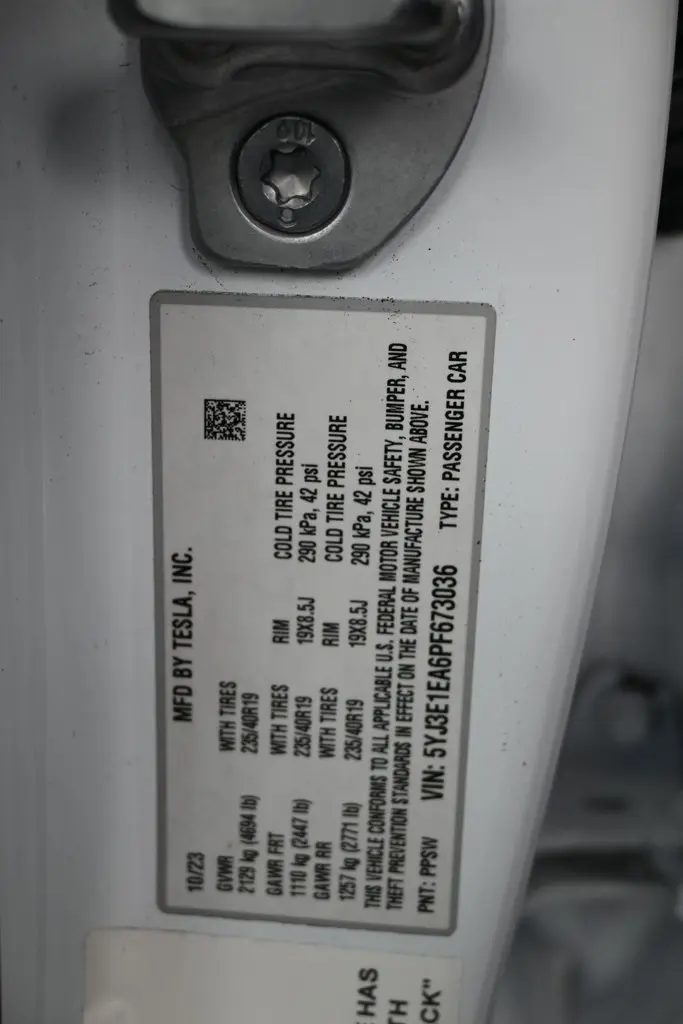 10/23 MFD BY TESLA, INC.
GVWR WITH TIRES
2129 kg (4694 lb) 235/40R19
GAWR FRT WITH TIRES RIM COLD TIRE PRESSURE
1110 kg (2447 lb) 235/40R19 19X8.5J 290 kPa, 42 psi
GAWR RR WITH TIRES RIM COLD TIRE PRESSURE
1257 kg (2771 lb) 235/40R19 19X8.5J 290 kPa, 42 psi
THIS VEHICLE CONFORMS TO ALL APPLICABLE U.S. FEDERAL MOTOR VEHICLE SAFETY, BUMPER, AND
THEFT PREVENTION STANDARDS IN EFFECT ON THE DATE OF MANUFACTURE SHOWN ABOVE.
PNT: PPSW VIN: 5YJ3E1EA6PF673036 TYPE: PASSENGER CAR
HAS
TH
CK"